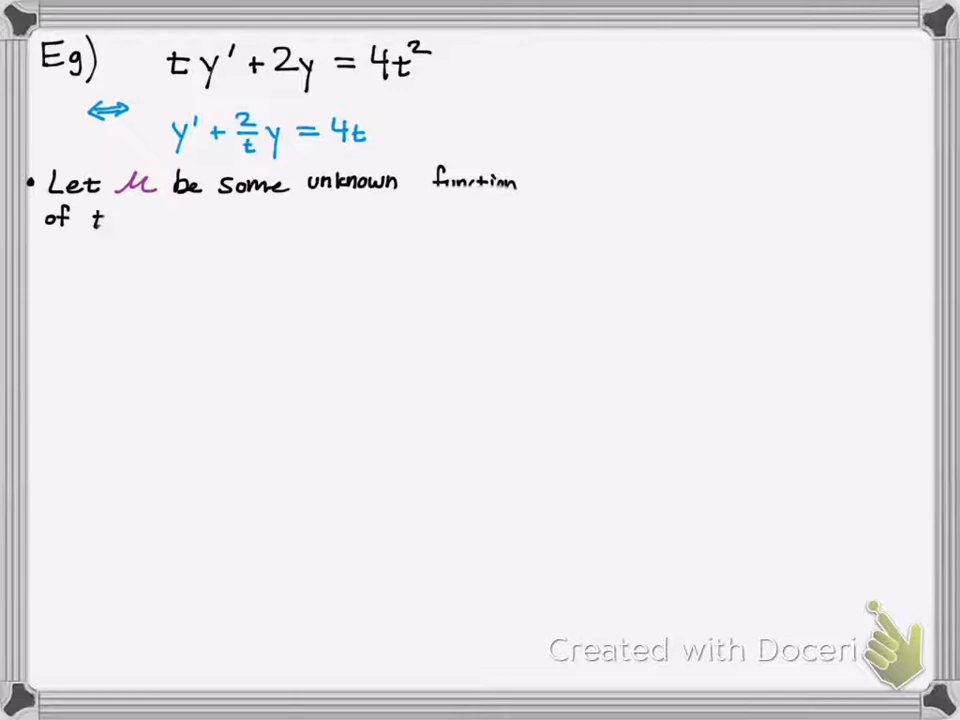 Eg) ty' + 2y = 4t²
⇔ y' + 2/t y = 4t
• Let μ be some unknown function
of t
Created with Doceri